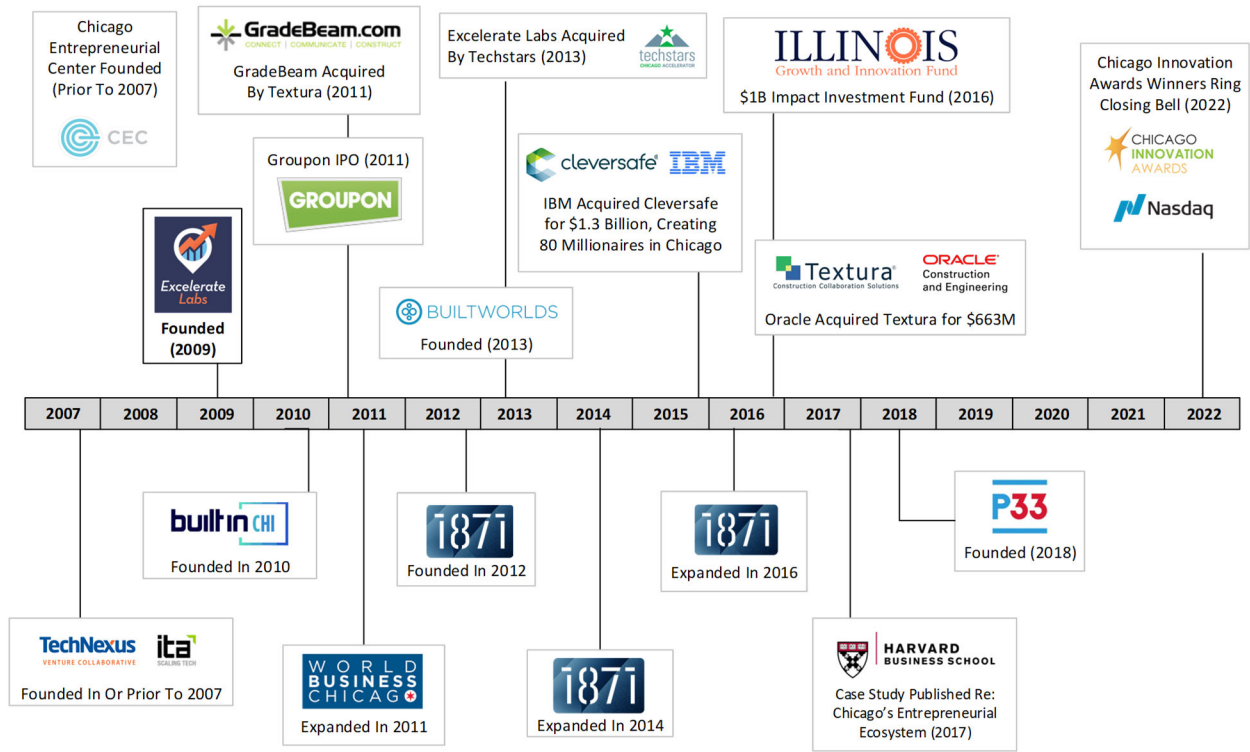 Chicago
Entrepreneurial
Center Founded
(Prior To 2007)
CEC
GradeBeam.com
CONNECT | COMMUNICATE | CONSTRUCT
GradeBeam Acquired
By Textura (2011)
Excelerate Labs Acquired
By Techstars (2013)
techstars
CHICAGO ACCELERATOR
ILLINOIS
Growth and Innovation Fund
$1B Impact Investment Fund (2016)
Chicago Innovation
Awards Winners Ring
Closing Bell (2022)
CHICAGO
INNOVATION
AWARDS
Nasdaq
Groupon IPO (2011)
GROUPON
cleversafe IBM
IBM Acquired Cleversafe
for $1.3 Billion, Creating
80 Millionaires in Chicago
Excelerate
Labs
Founded
(2009)
BUILTWORLDS
Founded (2013)
Textura®
Construction Collaboration Solutions
ORACLE®
Construction
and Engineering
Oracle Acquired Textura for $663M
2007 2008 2009 2010 2011 2012 2013 2014 2015 2016 2017 2018 2019 2020 2021 2022
builtin CHI
Founded In 2010
1871
Founded In 2012
1871
Expanded In 2016
P33
Founded (2018)
TechNexus
VENTURE COLLABORATIVE
ita
SCALING TECH
Founded In Or Prior To 2007
WORLD
BUSINESS
CHICAGO
Expanded In 2011
1871
Expanded In 2014
HARVARD
BUSINESS SCHOOL
Case Study Published Re:
Chicago's Entrepreneurial
Ecosystem (2017)